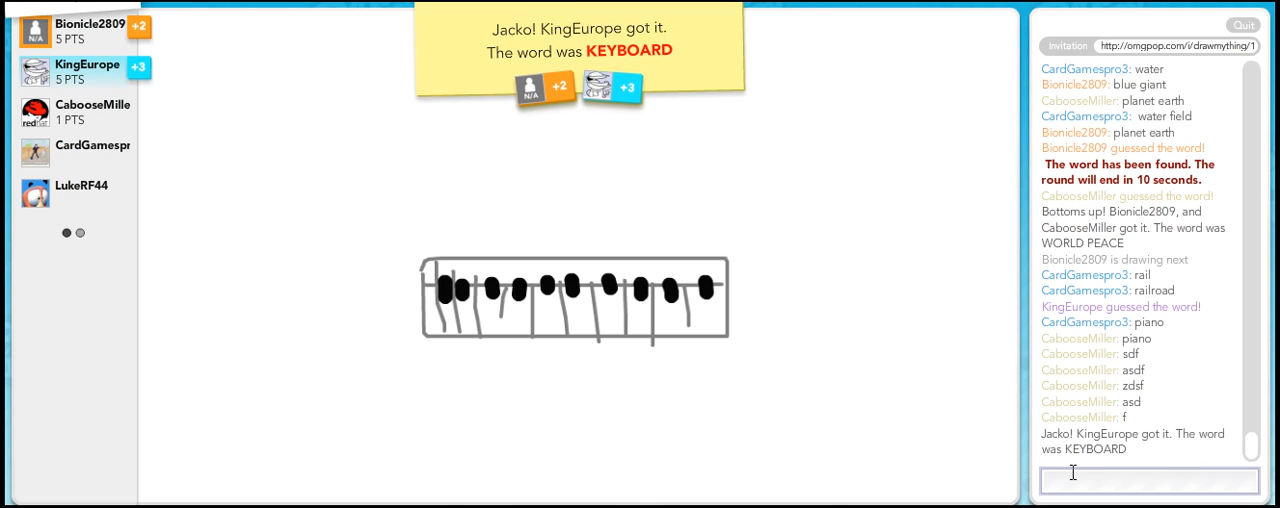 Bionicle2809
+2
5 PTS
KingEurope
+3
5 PTS
CabooseMille
1 PTS
CardGamespr
LukeRF44
N/A
redhat
Jacko! KingEurope got it.
The word was KEYBOARD
N/A
+2
+3
Quit
Invitation
http://omgpop.com/i/drawmything/1
CardGamespro3: water
Bionicle2809: blue giant
CabooseMiller: planet earth
CardGamespro3: water field
Bionicle2809: planet earth
Bionicle2809 guessed the word!
The word has been found. The
round will end in 10 seconds.
CabooseMiller guessed the word!
Bottoms up! Bionicle2809, and
CabooseMiller got it. The word was
WORLD PEACE
Bionicle2809 is drawing next
CardGamespro3: rail
CardGamespro3: railroad
KingEurope guessed the word!
CardGamespro3: piano
CabooseMiller: piano
CabooseMiller: sdf
CabooseMiller: asdf
CabooseMiller: zdsf
CabooseMiller: asd
CabooseMiller: f
Jacko! KingEurope got it. The word
was KEYBOARD